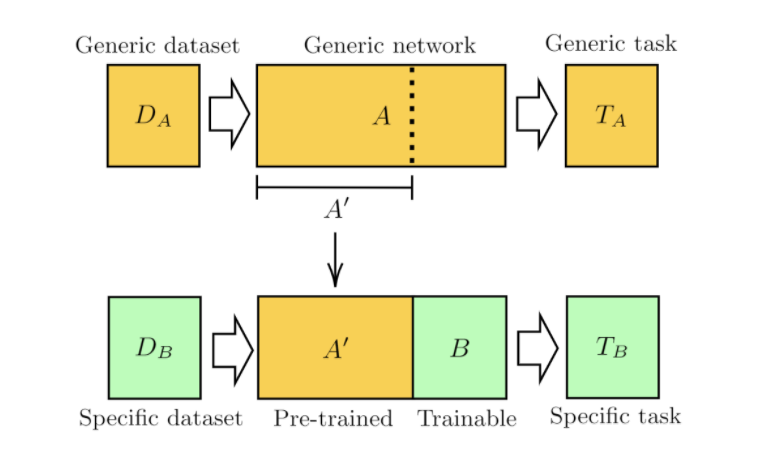 Generic dataset Generic network Generic task
D_A A T_A
A′
D_B A′ B T_B
Specific dataset Pre-trained Trainable Specific task